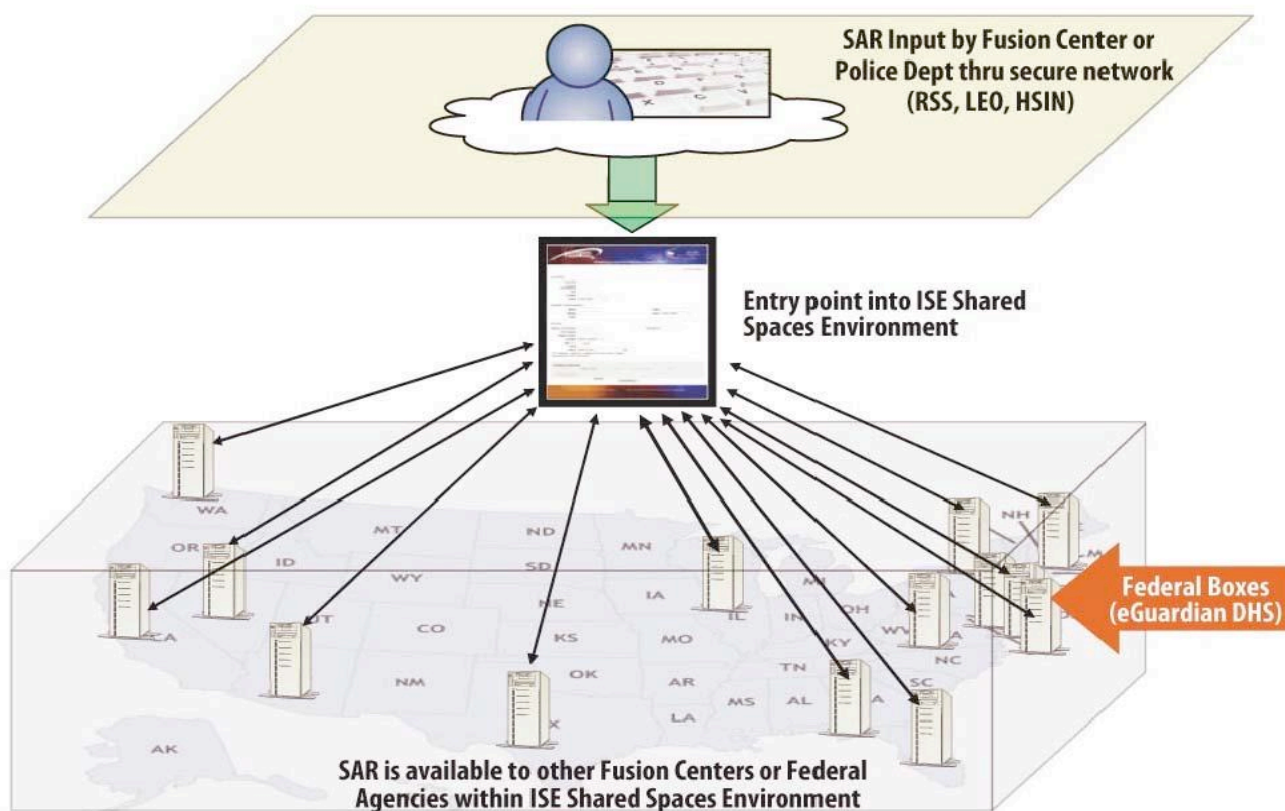 SAR Input by Fusion Center or
Police Dept thru secure network
(RSS, LEO, HSIN)
Entry point into ISE Shared
Spaces Environment
WA
MT
ND
NH
OR
ID
MN
SD
WY
MI
IA
NE
Federal Boxes
(eGuardian DHS)
UT
IL
IN
OH
CA
CO
KS
MO
KY
WV
NC
TN
OK
NM
AR
SC
MS
AL
LA
AK
SAR is available to other Fusion Centers or Federal
Agencies within ISE Shared Spaces Environment